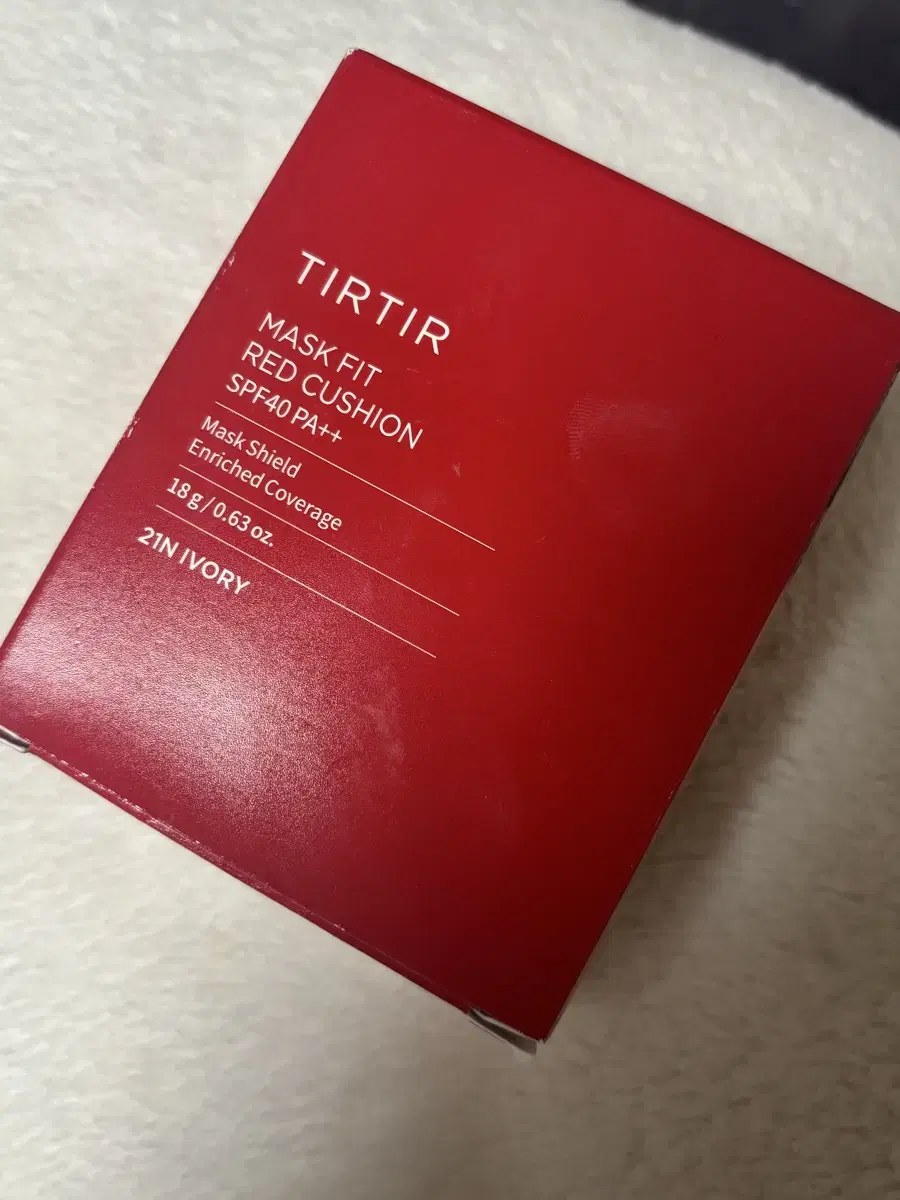 TIRTIR
MASK FIT
RED CUSHION
SPF40 PA++
Mask Shield
Enriched Coverage
18 g / 0.63 oz.
21N IVORY